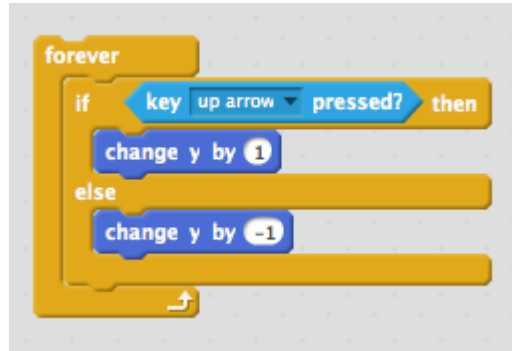 forever
if key up arrow pressed? then
change y by 1
else
change y by -1